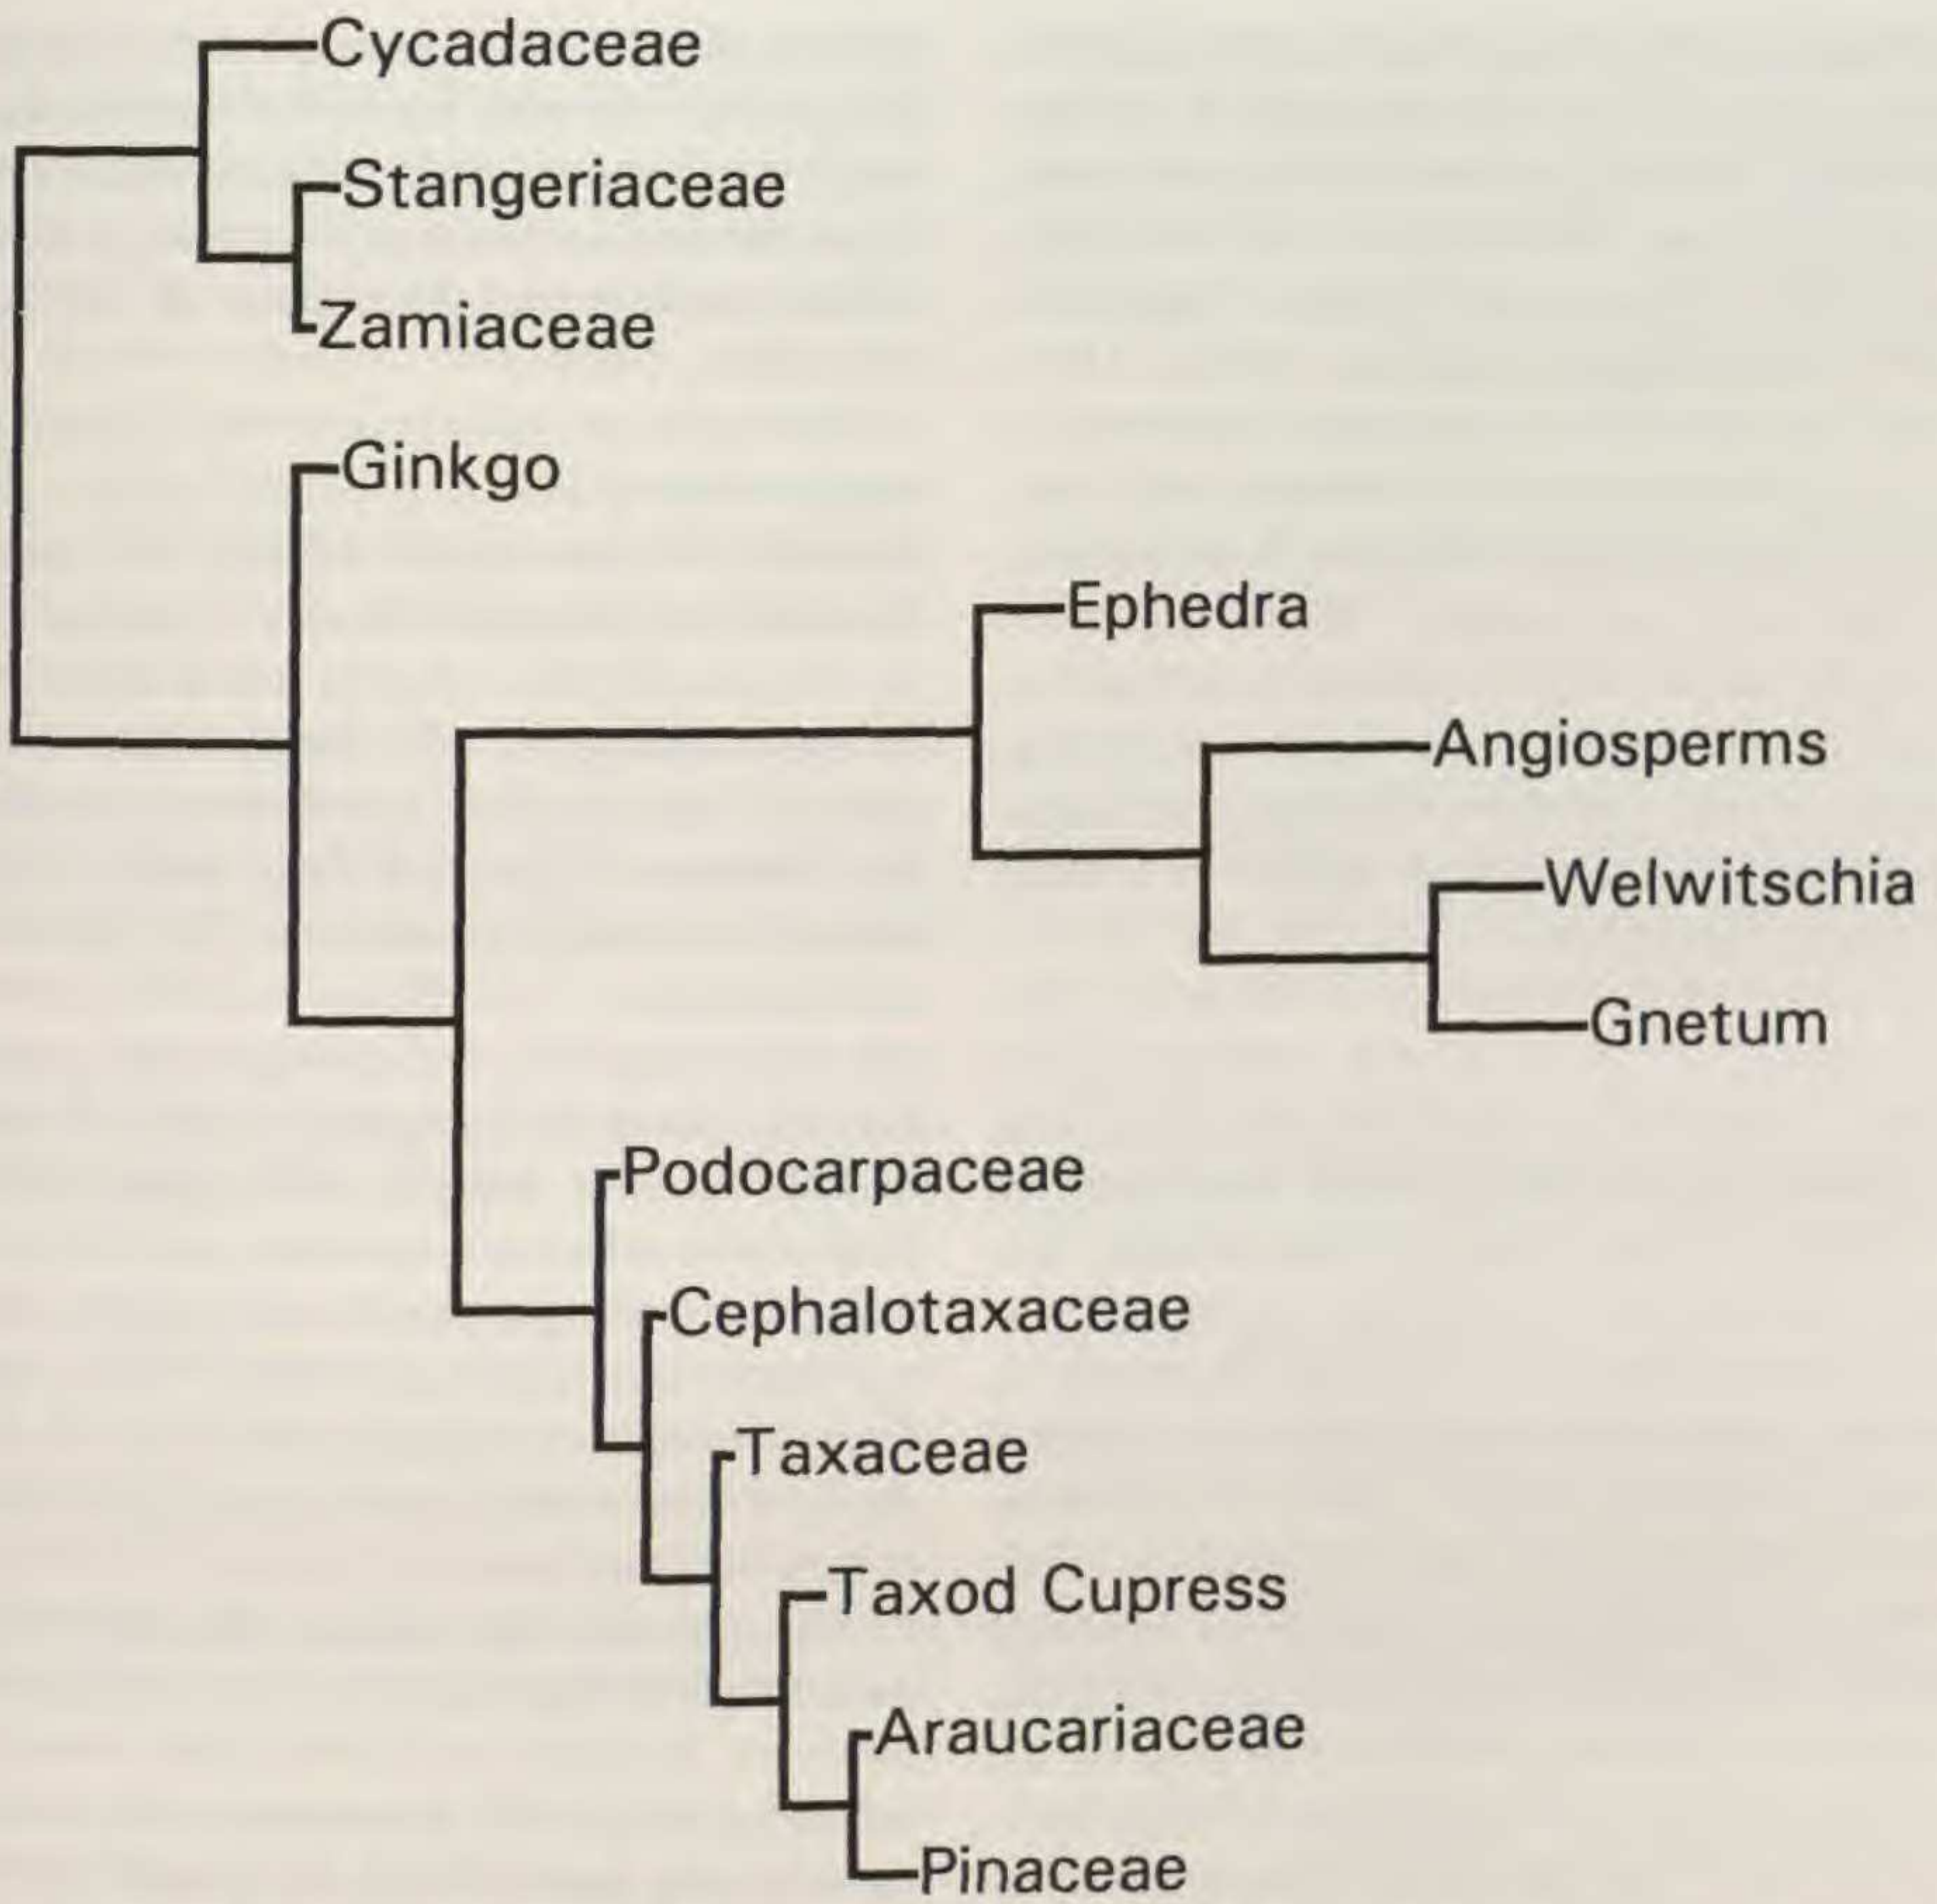 Cycadaceae
Stangeriaceae
Zamiaceae
Ginkgo
Ephedra
Angiosperms
Welwitschia
Gnetum
Podocarpaceae
Cephalotaxaceae
Taxaceae
Taxod Cupress
Araucariaceae
Pinaceae